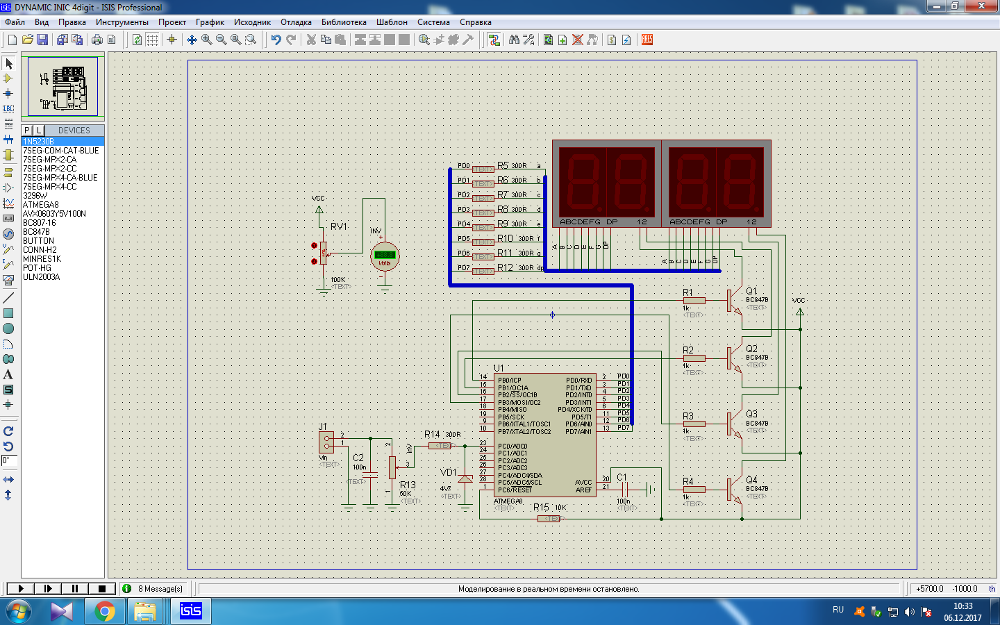 DYNAMIC INIC 4digit - ISIS Professional
Файл Вид Правка Инструменты Проект График Исходник Отладка Библиотека Шаблон Система Справка
ARES
LBL
P L DEVICES
1N5230B
7SEG-COM-CAT-BLUE
7SEG-MPX2-CA
7SEG-MPX2-CC
7SEG-MPX4-CA-BLUE
7SEG-MPX4-CC
3296W
ATMEGA8
AVX0603Y5V100N
BC807-16
BC847B
BUTTON
CONN-H2
MINRES1K
POT-HG
ULN2003A
0°
PD0 <TEXT> R5 300R a
PD1 <TEXT> R6 300R b
PD2 <TEXT> R7 300R c
PD3 <TEXT> R8 300R d
PD4 <TEXT> R9 300R e
PD5 <TEXT> R10 300R f
PD6 <TEXT> R11 300R g
PD7 <TEXT> R12 300R dp
ABCDEFG DP 12
ABCDEFG DP 12
A B C D E F G DP
A B C D E F G DP
VCC
RV1
100K
<TEXT>
INV
+
Volts
-
R1
1k
<TEXT>
Q1
BC847B
<TEXT>
VCC
R2
1k
<TEXT>
Q2
BC847B
<TEXT>
R3
1k
<TEXT>
Q3
BC847B
<TEXT>
R4
1k
<TEXT>
Q4
BC847B
<TEXT>
U1
14 PB0/ICP PD0/RXD 2 PD0
15 PB1/OC1A PD1/TXD 3 PD1
16 PB2/SS/OC1B PD2/INT0 4 PD2
17 PB3/MOSI/OC2 PD3/INT1 5 PD3
18 PB4/MISO PD4/XCK/T0 6 PD4
19 PB5/SCK PD5/T1 11 PD5
9 PB6/XTAL1/TOSC1 PD6/AIN0 12 PD6
10 PB7/XTAL2/TOSC2 PD7/AIN1 13 PD7
23 PC0/ADC0
24 PC1/ADC1
25 PC2/ADC2
26 PC3/ADC3
27 PC4/ADC4/SDA
28 PC5/ADC5/SCL AVCC 20
1 PC6/RESET AREF 21
ATMEGA8
<TEXT>
J1
2
1
Vin
<TEXT>
C2
100n
<TEXT>
2
3
1
INV
R13
50K
<TEXT>
R14 300R
<TEXT>
VD1
4V7
<TEXT>
R15 10K
<TEXT>
C1
100n
<TEXT>
8 Message(s)
Моделирование в реальном времени остановлено.
+5700.0 -1000.0 th
isis
RU
10:33
06.12.2017